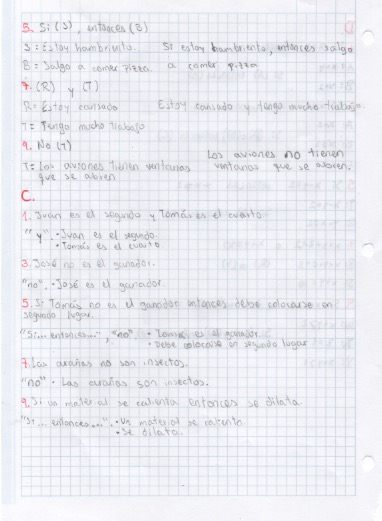 5. Si (S), entonces (B)
S: Estoy hambriento. Si estoy hambriento, entonces salgo
B = Salgo a comer Pizza. a comer pizza
7. (R) y (T)
R = Estoy cansado Estoy cansado y tengo mucho trabajo.
T = Tengo mucho trabajo
9. No (T) Los aviones no tienen
T = Los aviones tienen ventanas ventanas que se abren.
que se abren
C.
1. Juan es el segundo y Tomás es el cuarto
"y" • Juan es el segundo.
• Tomás es el cuarto
3. José no es el ganador.
"no" • José es el ganador.
5. Si Tomás no es el ganador entonces debe colocarse en
segundo lugar.
"Si... entonces...", "no" • Tomás es el ganador
• Debe colocarse en segundo lugar
7. Las arañas no son insectos.
"no" • Las arañas son insectos.
9. Si un material se calienta entonces se dilata.
"Si... entonces...". • Un material se calienta
• Se dilata.